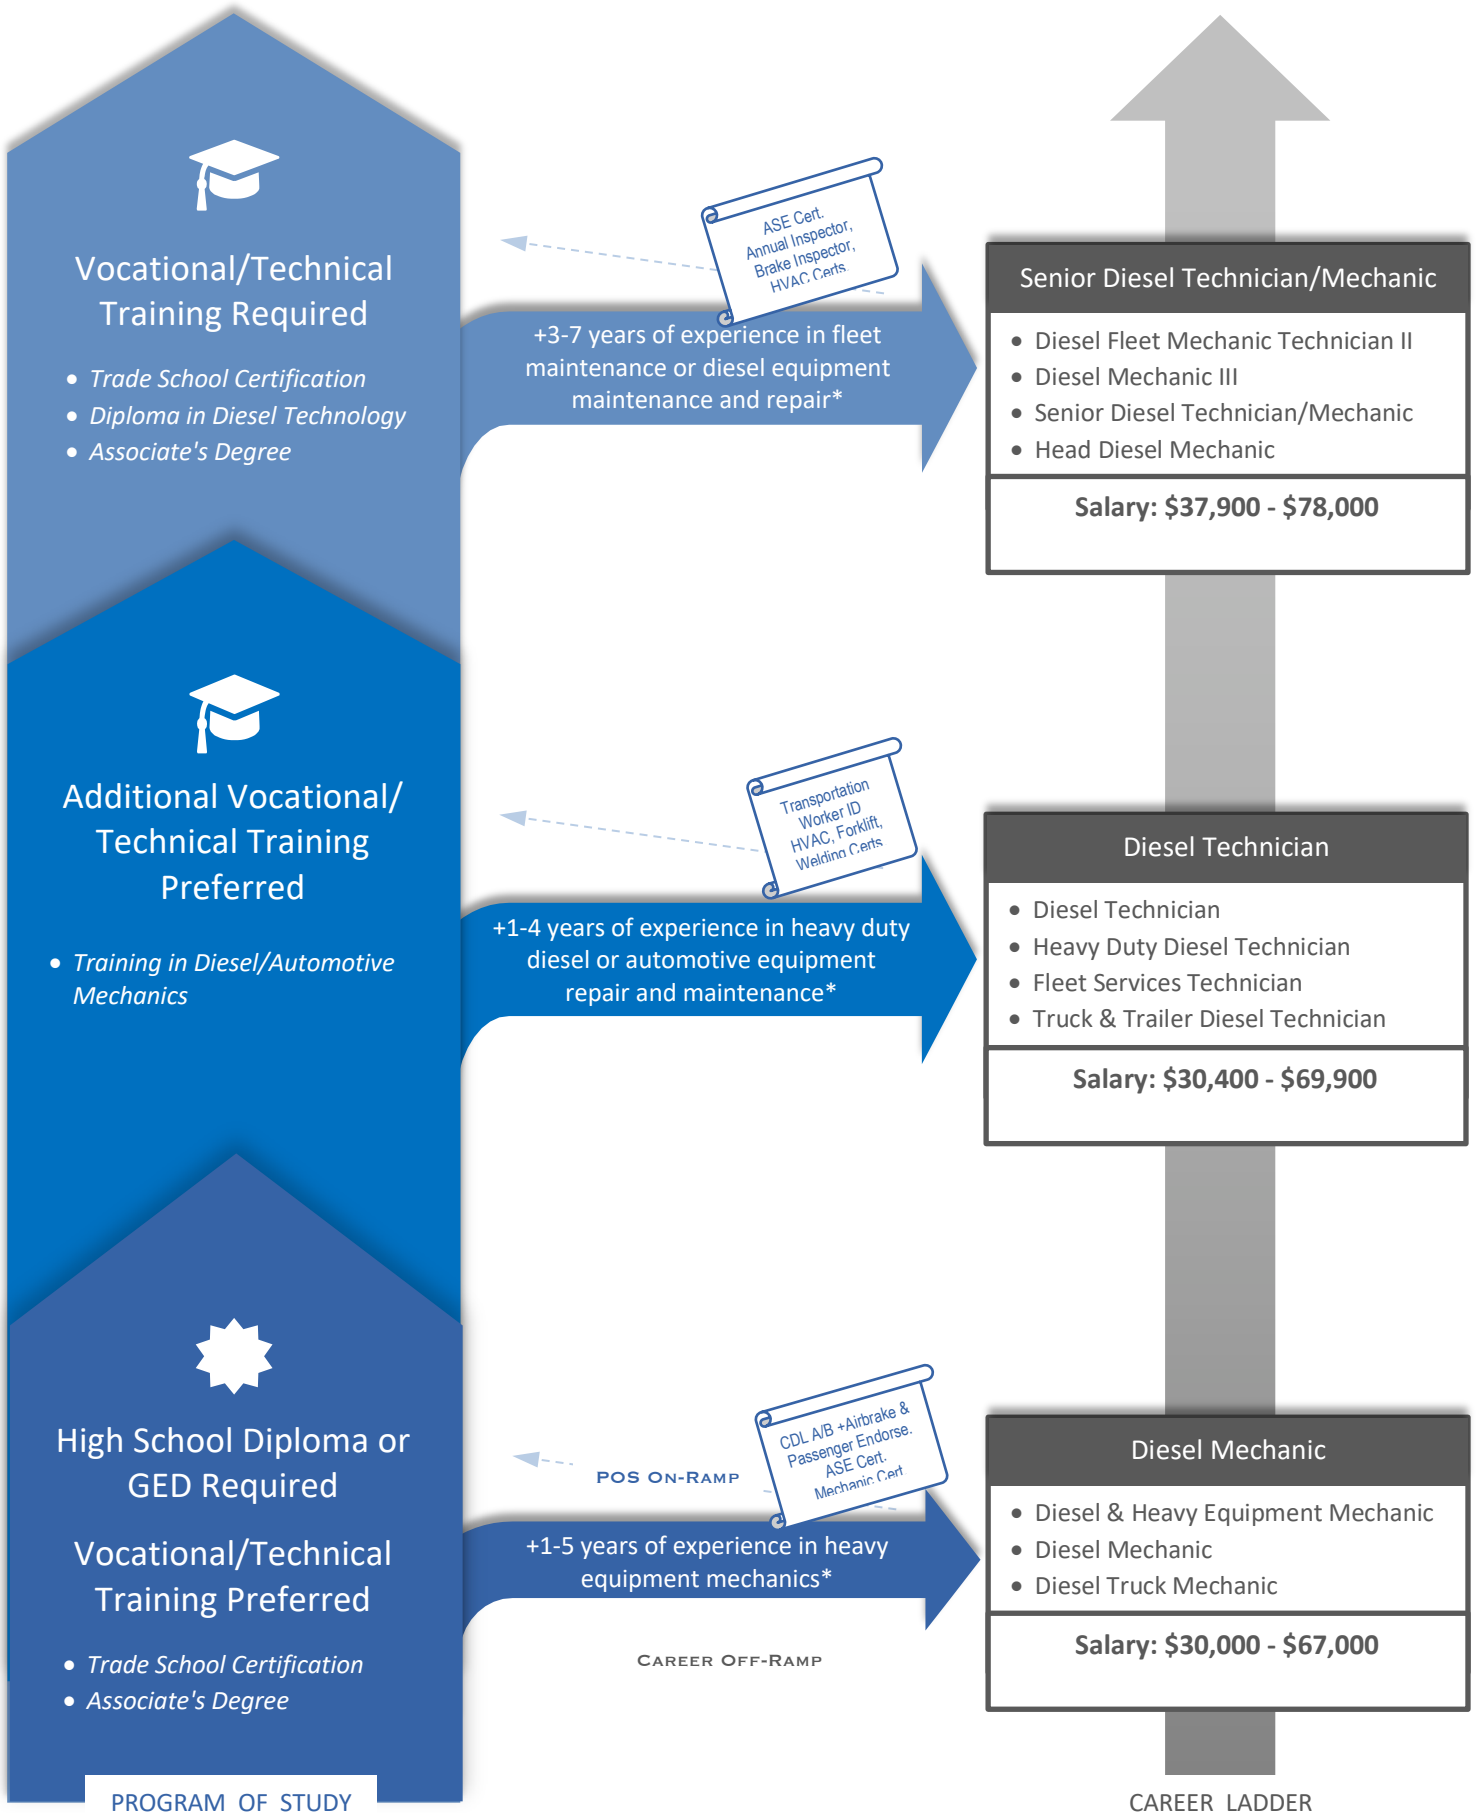 Vocational/Technical
Training Required
• Trade School Certification
• Diploma in Diesel Technology
• Associate's Degree
ASE Cert.
Annual Inspector,
Brake Inspector,
HVAC Certs
+3-7 years of experience in fleet
maintenance or diesel equipment
maintenance and repair*
Senior Diesel Technician/Mechanic
• Diesel Fleet Mechanic Technician II
• Diesel Mechanic III
• Senior Diesel Technician/Mechanic
• Head Diesel Mechanic
Salary: $37,900 - $78,000
Additional Vocational/
Technical Training
Preferred
• Training in Diesel/Automotive
Mechanics
Transportation
Worker ID
HVAC, Forklift,
Welding Certs
+1-4 years of experience in heavy duty
diesel or automotive equipment
repair and maintenance*
Diesel Technician
• Diesel Technician
• Heavy Duty Diesel Technician
• Fleet Services Technician
• Truck & Trailer Diesel Technician
Salary: $30,400 - $69,900
High School Diploma or
GED Required
Vocational/Technical
Training Preferred
• Trade School Certification
• Associate's Degree
POS On-Ramp
CDL A/B +Airbrake &
Passenger Endorse.
ASE Cert.
Mechanic Cert
+1-5 years of experience in heavy
equipment mechanics*
Career Off-Ramp
Diesel Mechanic
• Diesel & Heavy Equipment Mechanic
• Diesel Mechanic
• Diesel Truck Mechanic
Salary: $30,000 - $67,000
PROGRAM OF STUDY
CAREER LADDER